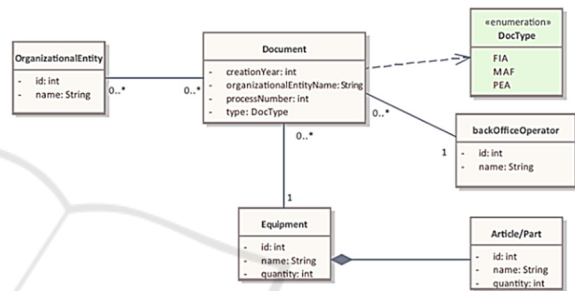 «enumeration»
DocType
FIA
MAF
PEA
OrganizationalEntity
- id: int
- name: String
0..*
0..*
Document
- creationYear: int
- organizationalEntityName: String
- processNumber: int
- type: DocType
0..*
0..*
1
1
backOfficeOperator
- id: int
- name: String
Equipment
- id: int
- name: String
- quantity: int
Article/Part
- id: int
- name: String
- quantity: int